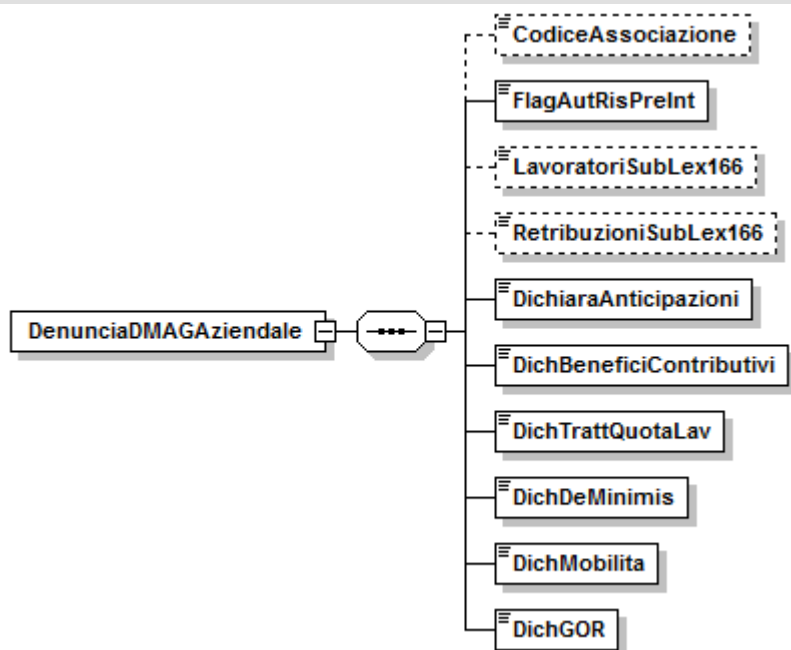 CodiceAssociazione
FlagAutRisPreInt
LavoratoriSubLex166
RetribuzioniSubLex166
DichiaraAnticipazioni
DenunciaDMAGAziendale
DichBeneficiContributivi
DichTrattQuotaLav
DichDeMinimis
DichMobilita
DichGOR